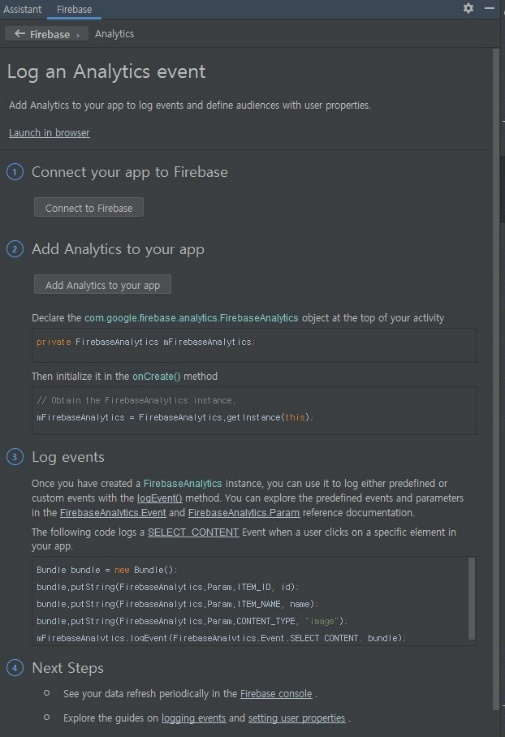 Assistant Firebase
← Firebase › Analytics
Log an Analytics event
Add Analytics to your app to log events and define audiences with user properties.
Launch in browser
1 Connect your app to Firebase
Connect to Firebase
2 Add Analytics to your app
Add Analytics to your app
Declare the com.google.firebase.analytics.FirebaseAnalytics object at the top of your activity
private FirebaseAnalytics mFirebaseAnalytics;
Then initialize it in the onCreate() method
// Obtain the FirebaseAnalytics instance.
mFirebaseAnalytics = FirebaseAnalytics.getInstance(this);
3 Log events
Once you have created a FirebaseAnalytics instance, you can use it to log either predefined or
custom events with the logEvent() method. You can explore the predefined events and parameters
in the FirebaseAnalytics.Event and FirebaseAnalytics.Param reference documentation.
The following code logs a SELECT_CONTENT Event when a user clicks on a specific element in
your app.
Bundle bundle = new Bundle();
bundle.putString(FirebaseAnalytics.Param.ITEM_ID, id);
bundle.putString(FirebaseAnalytics.Param.ITEM_NAME, name);
bundle.putString(FirebaseAnalytics.Param.CONTENT_TYPE, "image");
mFirebaseAnalytics.logEvent(FirebaseAnalytics.Event.SELECT_CONTENT, bundle);
4 Next Steps
See your data refresh periodically in the Firebase console .
Explore the guides on logging events and setting user properties .